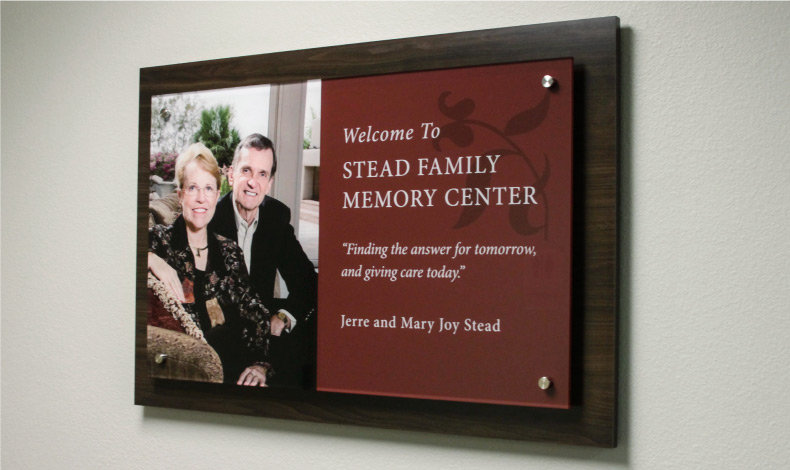 Welcome To
STEAD FAMILY
MEMORY CENTER
“Finding the answer for tomorrow,
and giving care today.”
Jerre and Mary Joy Stead